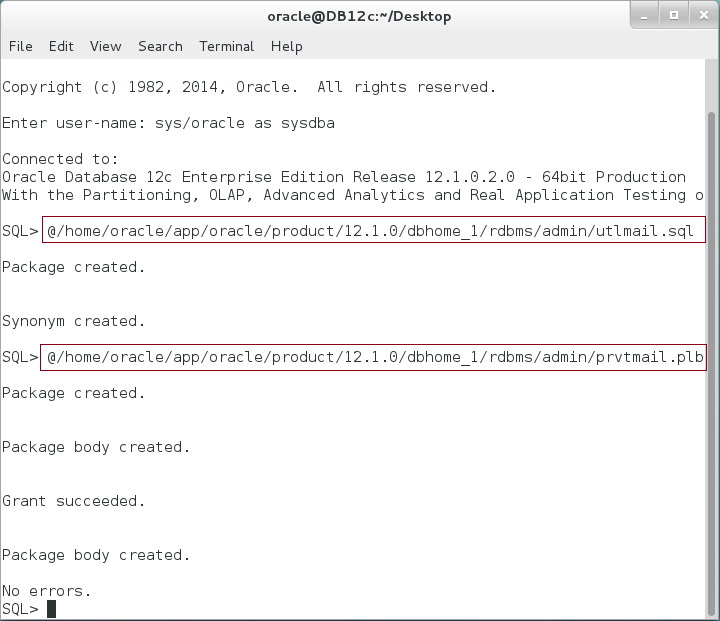 oracle@DB12c:~/Desktop
File Edit View Search Terminal Help
Copyright (c) 1982, 2014, Oracle.  All rights reserved.
Enter user-name: sys/oracle as sysdba
Connected to:
Oracle Database 12c Enterprise Edition Release 12.1.0.2.0 - 64bit Production
With the Partitioning, OLAP, Advanced Analytics and Real Application Testing o
SQL> @/home/oracle/app/oracle/product/12.1.0/dbhome_1/rdbms/admin/utlmail.sql
Package created.
Synonym created.
SQL> @/home/oracle/app/oracle/product/12.1.0/dbhome_1/rdbms/admin/prvtmail.plb
Package created.
Package body created.
Grant succeeded.
Package body created.
No errors.
SQL>